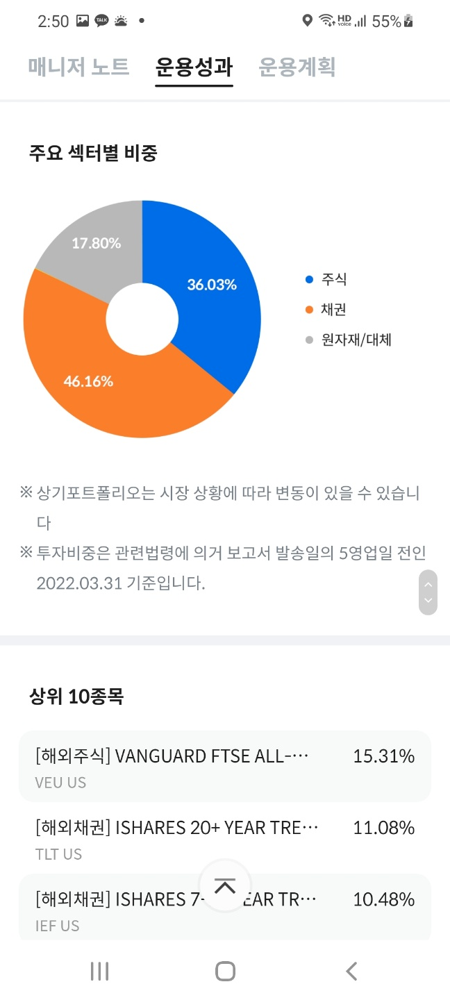 2:50 TALK HD voice 55%
매니저 노트 운용성과 운용계획
주요 섹터별 비중
17.80%
36.03%
46.16%
주식
채권
원자재/대체
※ 상기포트폴리오는 시장 상황에 따라 변동이 있을 수 있습니
다
※ 투자비중은 관련법령에 의거 보고서 발송일의 5영업일 전인
2022.03.31 기준입니다.
상위 10종목
[해외주식] VANGUARD FTSE ALL-… 15.31%
VEU US
[해외채권] ISHARES 20+ YEAR TRE… 11.08%
TLT US
[해외채권] ISHARES 7- EAR TR… 10.48%
IEF US